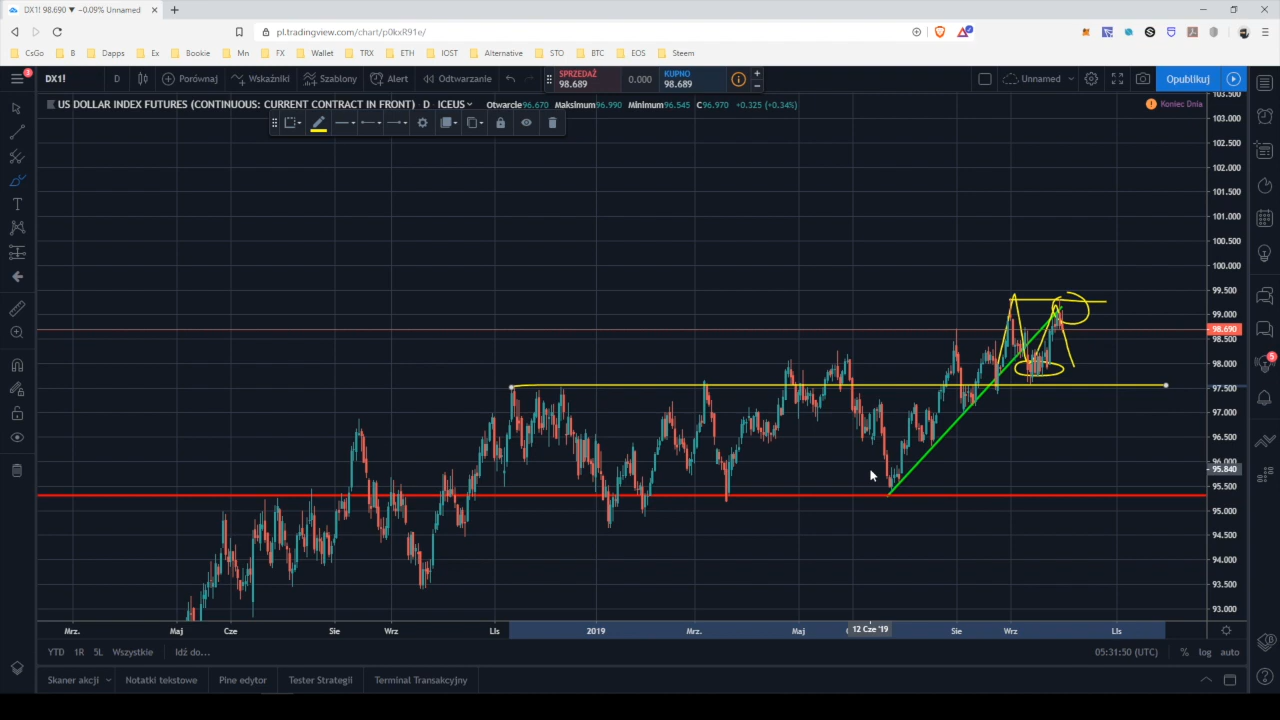 DX1! 98.690 ▼ −0.09% Unnamed
pl.tradingview.com/chart/p0kxR91e/
CsGo B Dapps Ex Bookie Mn FX Wallet TRX ETH IOST Alternative STO BTC EOS Steem
3 DX1! D Porównaj Wskaźniki Szablony Alert Odtwarzanie SPRZEDAŻ 98.689 0.000 KUPNO 98.689 Unnamed Opublikuj
US DOLLAR INDEX FUTURES (CONTINUOUS: CURRENT CONTRACT IN FRONT) D ICEUS Otwarcie96.670 Maksimum96.990 Minimum96.545 C96.970 +0.325 (+0.34%)
Koniec Dnia
103.500
103.000
102.500
102.000
101.500
101.000
100.500
100.000
99.500
99.000
98.690
98.500
98.000
5
97.500
97.000
96.500
96.000
95.840
95.500
95.000
94.500
94.000
93.500
93.000
Mrz. Maj Cze Sie Wrz Lis 2019 Mrz. Maj 12 Cze '19 Sie Wrz Lis
YTD 1R 5L Wszystkie Idź do... 05:31:50 (UTC) % log auto
Skaner akcji Notatki tekstowe Pine edytor Tester Strategii Terminal Transakcyjny